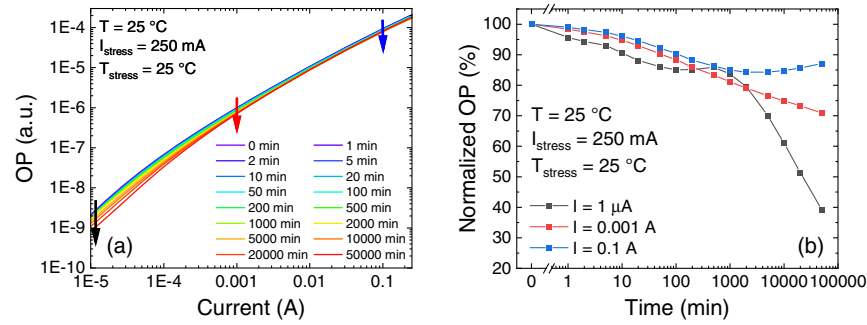 T = 25 °C
I_stress = 250 mA
T_stress = 25 °C
10⁻⁴
10⁻⁵
10⁻⁶
1E-7
1E-8
1E-9
1E-10
OP (a.u.)
0 min 1 min
2 min 5 min
10 min 20 min
50 min 100 min
200 min 500 min
1000 min 2000 min
5000 min 10000 min
20000 min 50000 min
(a)
1E-5 1E-4 0.001 0.01 0.1
Current (A)
100
90
80
70
60
50
40
30
20
Normalized OP (%)
T = 25 °C
I_stress = 250 mA
T_stress = 25 °C
I = 1 μA
I = 0.001 A
I = 0.1 A
(b)
0 1 10 100 1000 10000 100000
Time (min)